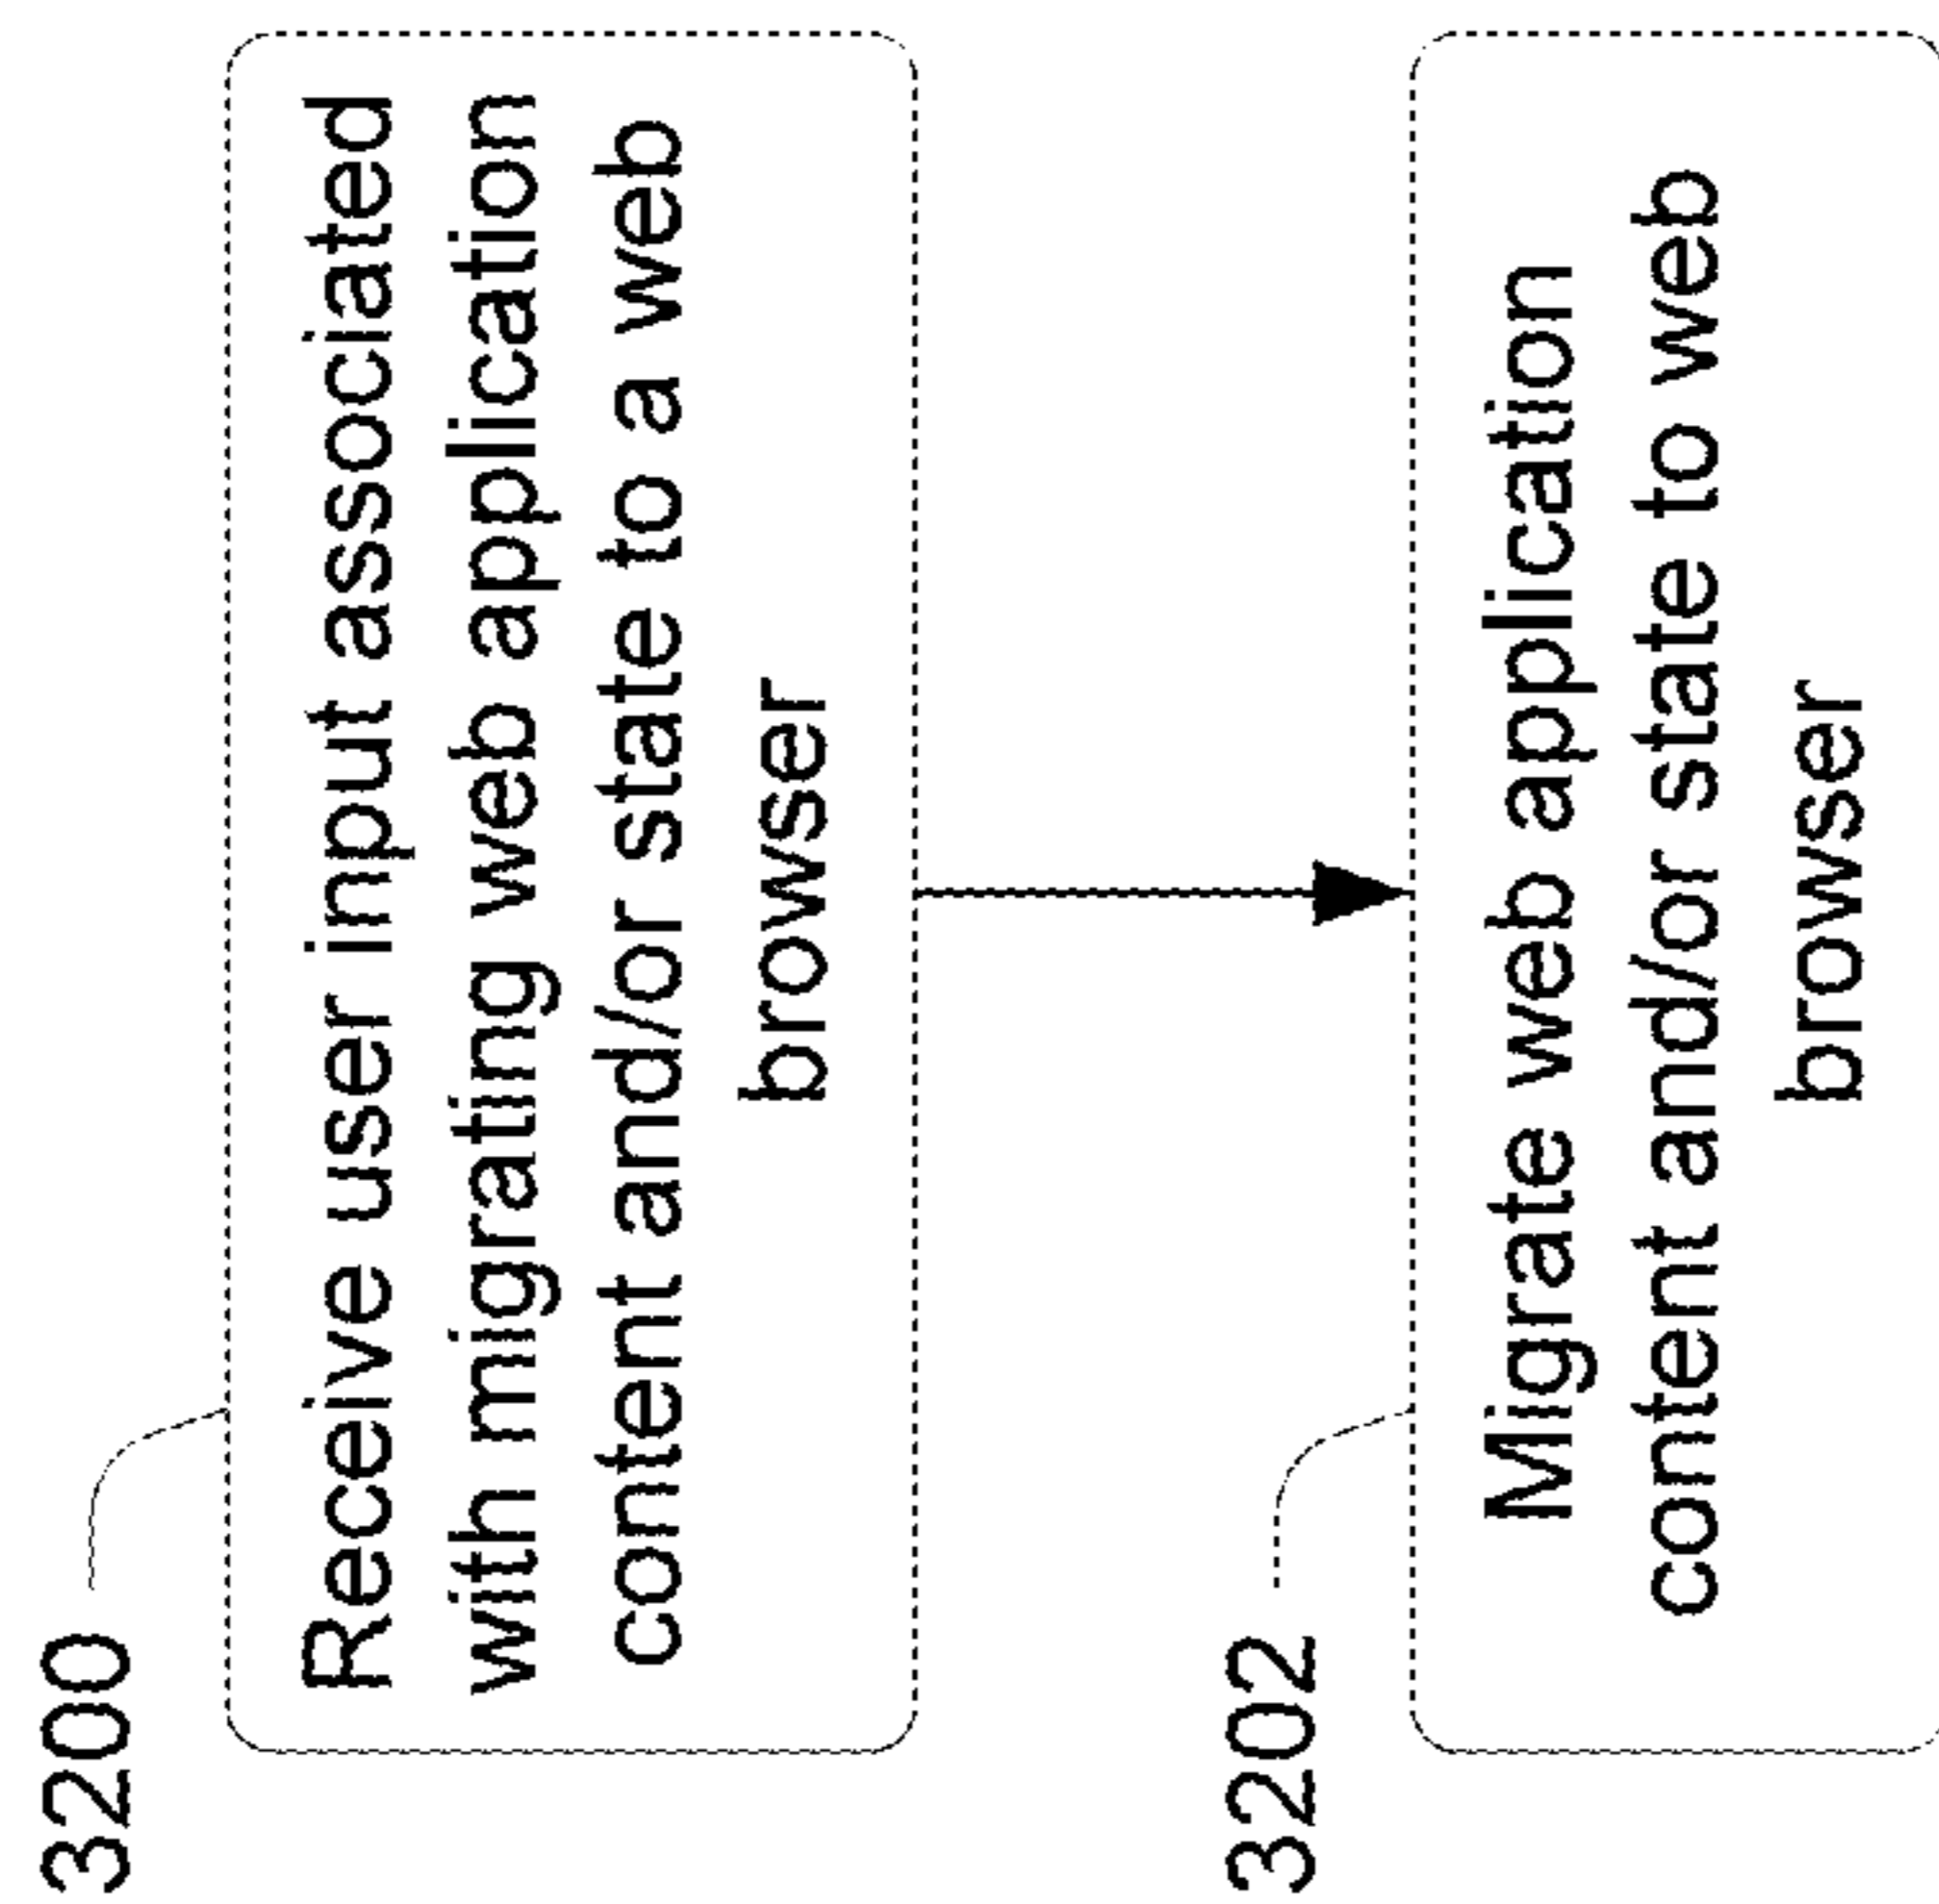 3200
Receive user input associated
with migrating web application
content and/or state to a web
browser
3202
Migrate web application
content and/or state to web
browser